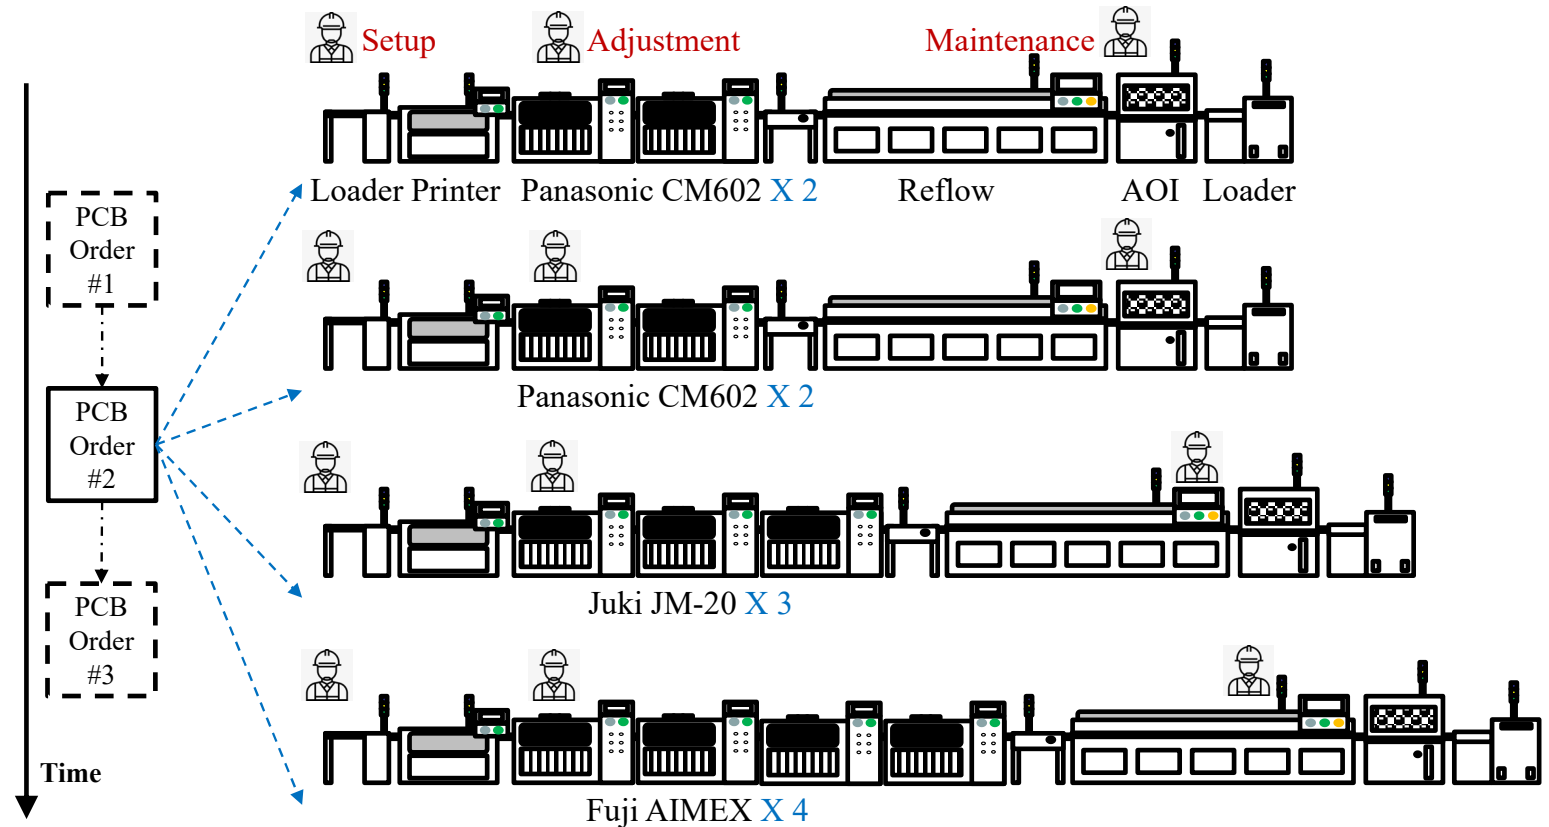 Setup
Adjustment
Maintenance
Loader Printer
Panasonic CM602 X 2
Reflow
AOI
Loader
PCB
Order
#1
Panasonic CM602 X 2
PCB
Order
#2
Juki JM-20 X 3
PCB
Order
#3
Time
Fuji AIMEX X 4